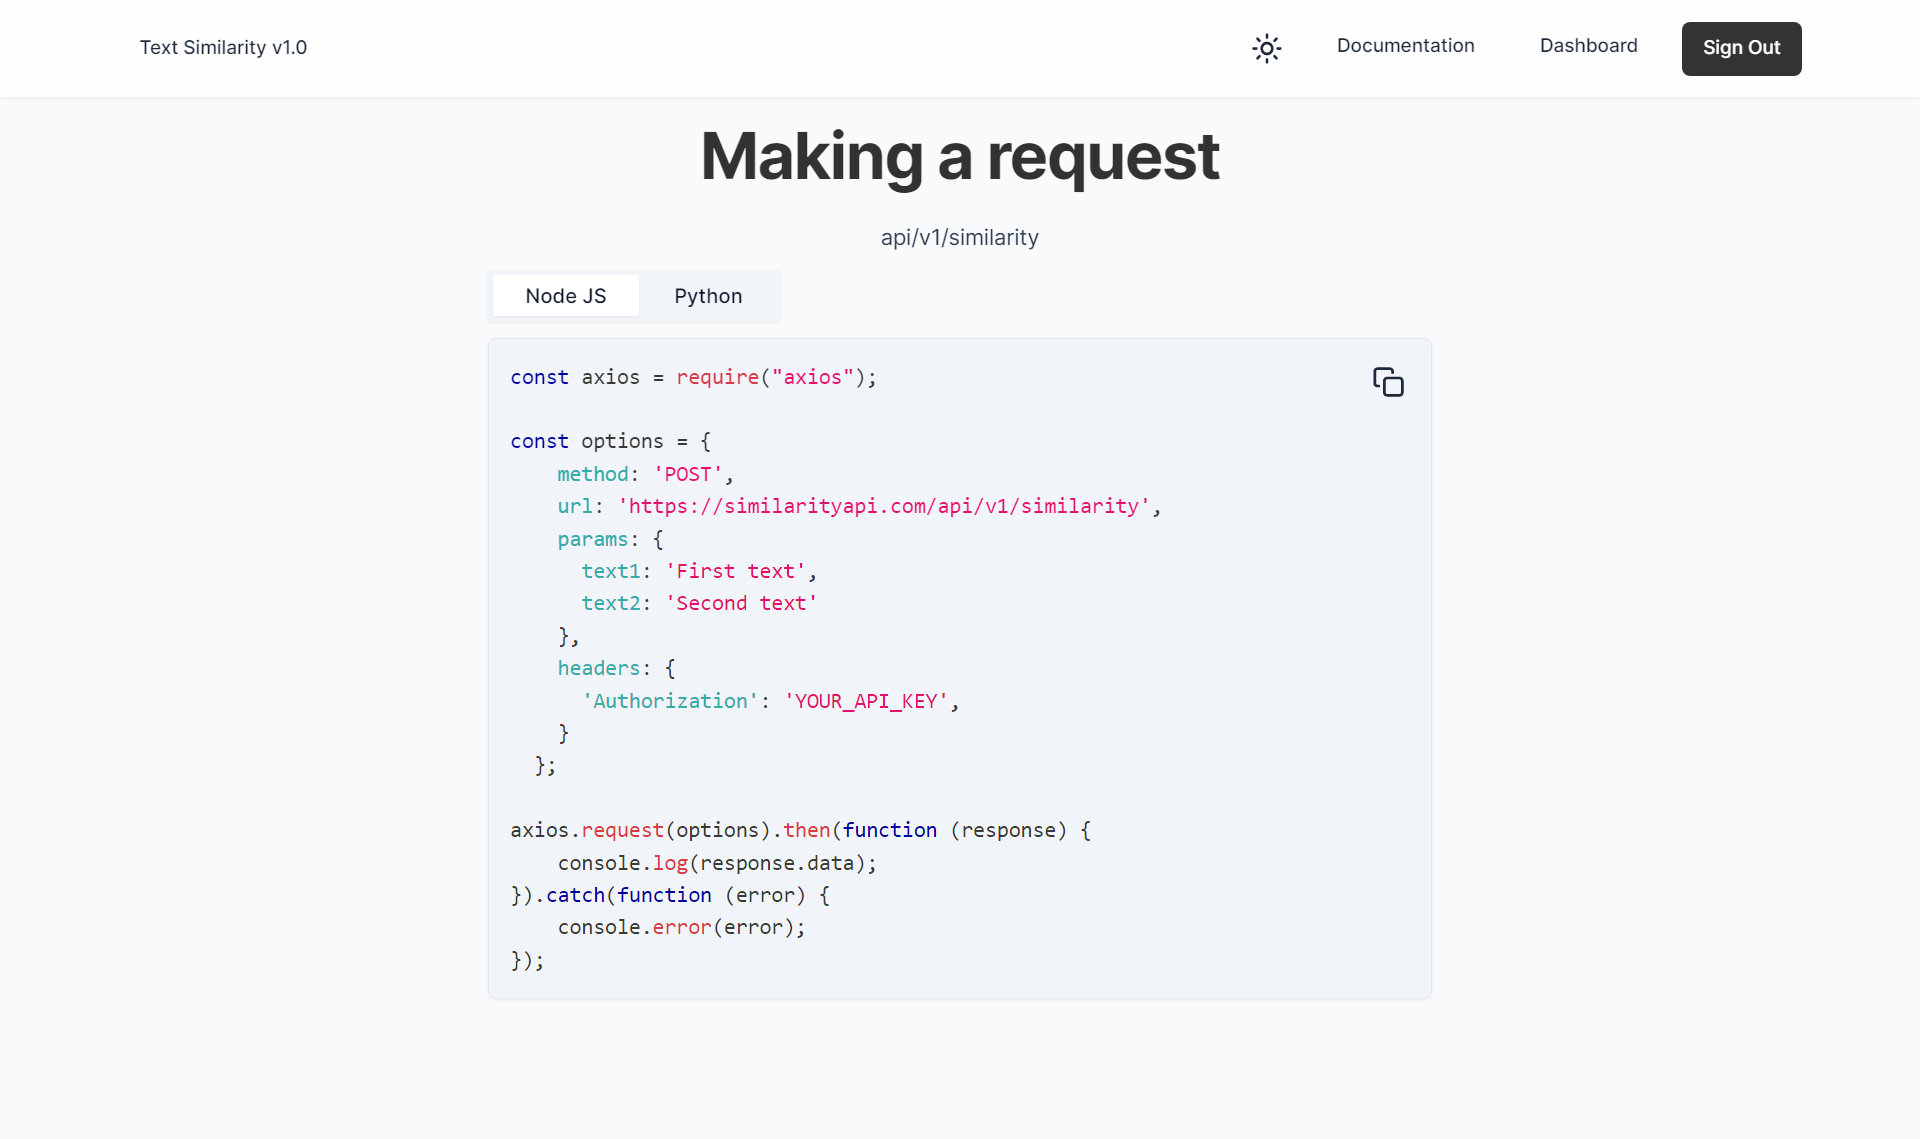 Text Similarity v1.0
Documentation
Dashboard
Sign Out
Making a request
api/v1/similarity
Node JS
Python
const axios = require("axios");
const options = {
    method: 'POST',
    url: 'https://similarityapi.com/api/v1/similarity',
    params: {
      text1: 'First text',
      text2: 'Second text'
    },
    headers: {
      'Authorization': 'YOUR_API_KEY',
    }
  };
axios.request(options).then(function (response) {
    console.log(response.data);
}).catch(function (error) {
    console.error(error);
});